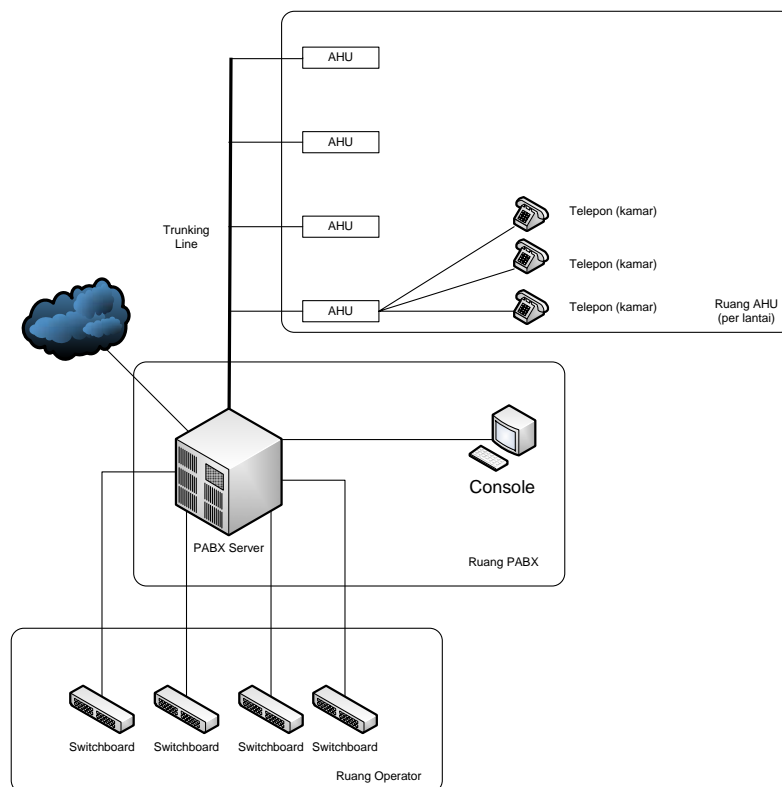 AHU
AHU
AHU
Trunking
Line
AHU
Telepon (kamar)
Telepon (kamar)
Telepon (kamar)
Ruang AHU
(per lantai)
Console
PABX Server
Ruang PABX
Switchboard
Switchboard
Switchboard
Switchboard
Ruang Operator